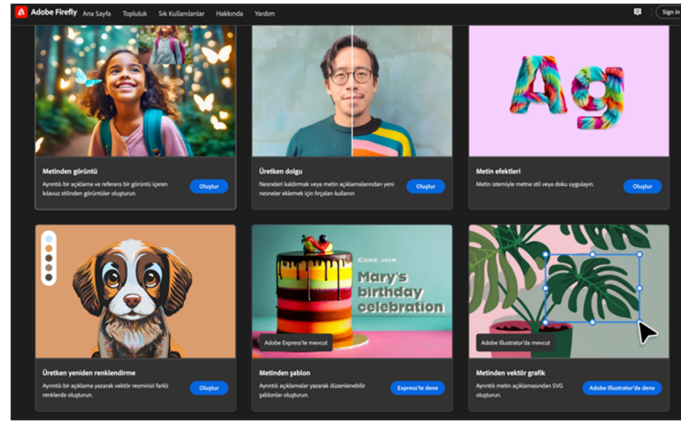 Adobe Firefly Ana Sayfa Topluluk Sık Kullanılanlar Hakkında Yardım Sign in
Ag
Metinden görüntü
Ayrıntılı bir açıklama ve referans bir görüntü içeren
kılavuz stilinden görüntüler oluşturun.
Oluştur
Üretken dolgu
Nesneleri kaldırmak veya metin açıklamalarından yeni
nesneler eklemek için fırçaları kullanın
Oluştur
Metin efektleri
Metin istemiyle metne stil veya doku uygulayın.
Oluştur
Come join
Mary's
birthday
celebration
Adobe Express'te mevcut
Adobe Illustrator'da mevcut
Üretken yeniden renklendirme
Ayrıntılı bir açıklama yazarak vektör resminizi farklı
renklerde oluşturun.
Oluştur
Metinden şablon
Ayrıntılı açıklamalar yazarak düzenlenebilir
şablonlar oluşturun.
Express'te dene
Metinden vektör grafik
Ayrıntılı metin açıklamasından SVG
oluşturun.
Adobe Illustrator'da dene